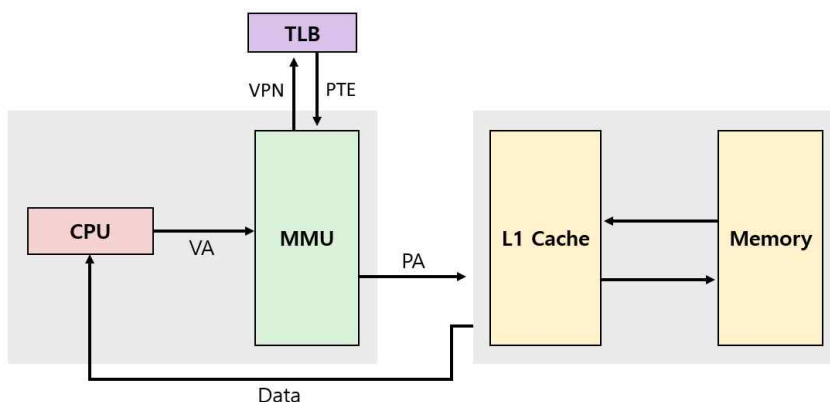 TLB
VPN
PTE
CPU
VA
MMU
PA
L1 Cache
Memory
Data